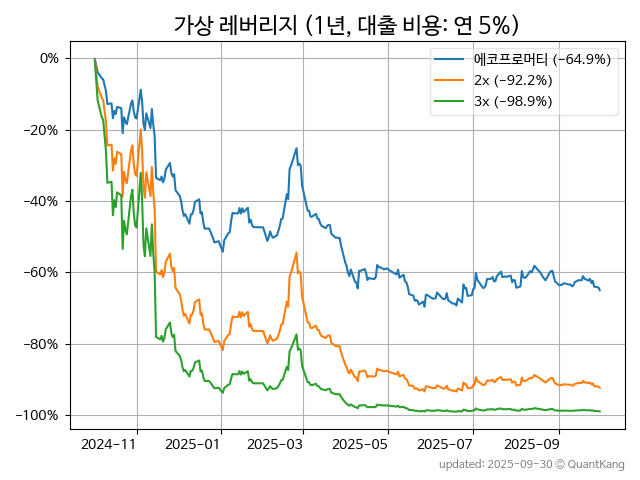 가상 레버리지 (1년, 대출 비용: 연 5%)
에코프로머티 (−64.9%)
2x (−92.2%)
3x (−98.9%)
0%
−20%
−40%
−60%
−80%
−100%
2024-11 2025-01 2025-03 2025-05 2025-07 2025-09
updated: 2025-09-30 © QuantKang